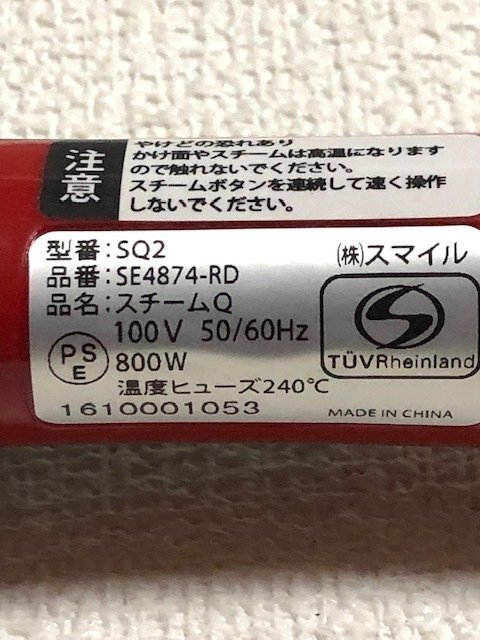 注意
やけどの恐れあり
かけ面やスチームは高温になります
ので触れないでください。
スチームボタンを連続して速く操作
しないでください。
型番:SQ2
(株)スマイル
品番:SE4874-RD
品名:スチームQ
100V 50/60Hz
PSE
800W
TÜVRheinland
温度ヒューズ240℃
1610001053
MADE IN CHINA